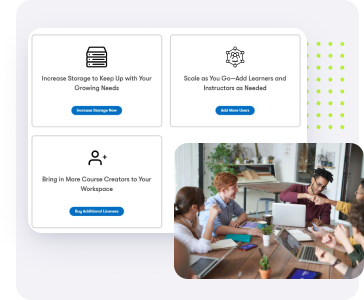 Increase Storage to Keep Up with Your
Growing Needs
Increase Storage Now
Scale as You Go—Add Learners and
Instructors as Needed
Add More Users
Bring in More Course Creators to Your
Workspace
Buy Additional Licenses